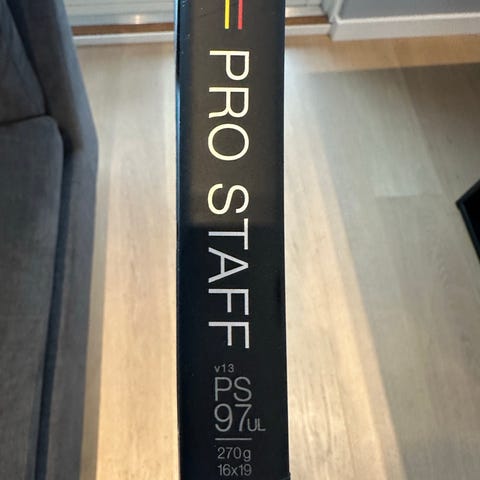 PRO STAFF
v13
PS
97UL
270g
16x19